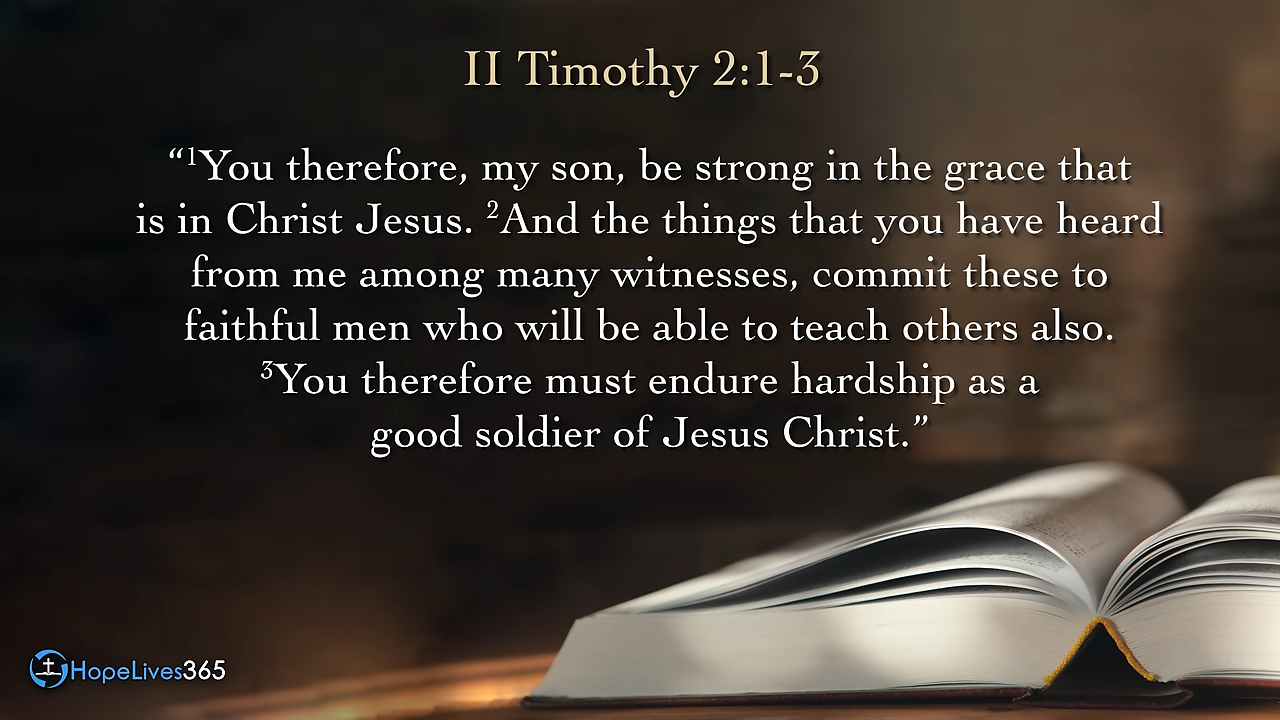 II Timothy 2:1-3
“¹You therefore, my son, be strong in the grace that
is in Christ Jesus. ²And the things that you have heard
from me among many witnesses, commit these to
faithful men who will be able to teach others also.
³You therefore must endure hardship as a
good soldier of Jesus Christ.”
HopeLives365